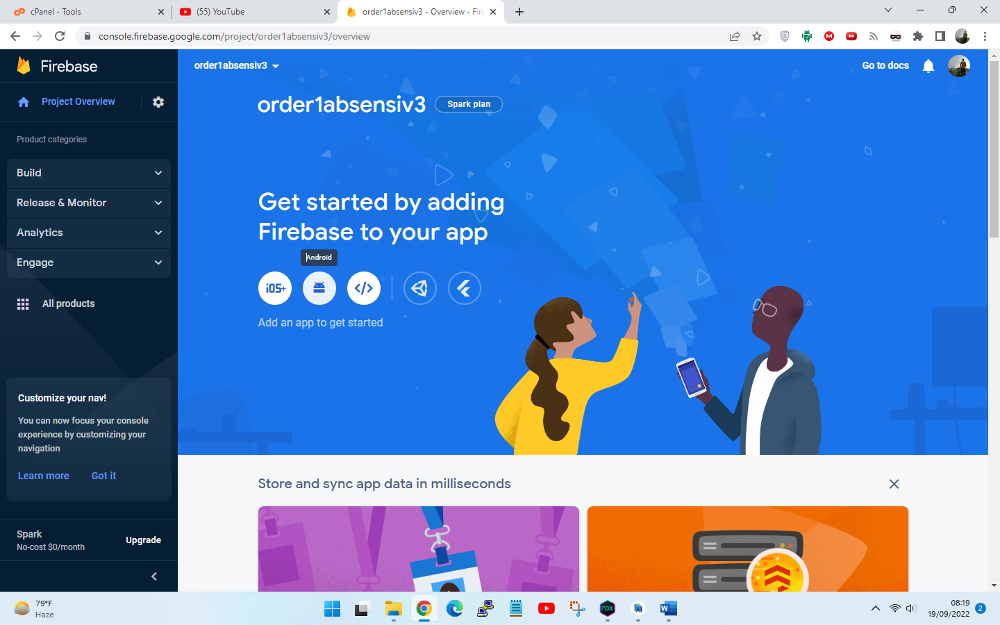 cPanel - Tools
(55) YouTube
order1absensiv3 - Overview - Fire
console.firebase.google.com/project/order1absensiv3/overview
Firebase
order1absensiv3
Go to docs
Project Overview
order1absensiv3
Spark plan
Product categories
Build
Release & Monitor
Analytics
Engage
All products
Get started by adding
Firebase to your app
Android
iOS+
Add an app to get started
Customize your nav!
You can now focus your console
experience by customizing your
navigation
Learn more
Got it
Store and sync app data in milliseconds
Spark
No-cost $0/month
Upgrade
79°F
Haze
08:19
19/09/2022
2